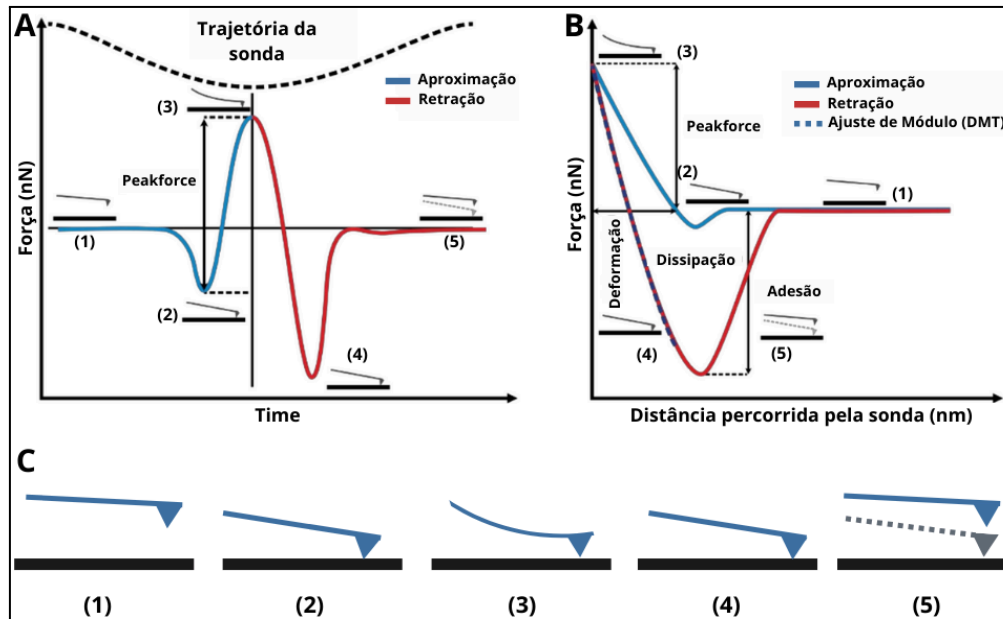 A
Trajetória da
sonda
Aproximação
Retração
(3)
Peakforce
(1)
(5)
(2)
(4)
Força (nN)
Time
B
(3)
Aproximação
Retração
Ajuste de Módulo (DMT)
Peakforce
(2)
(1)
Deformação
Dissipação
Adesão
(4)
(5)
Força (nN)
Distância percorrida pela sonda (nm)
C
(1)
(2)
(3)
(4)
(5)